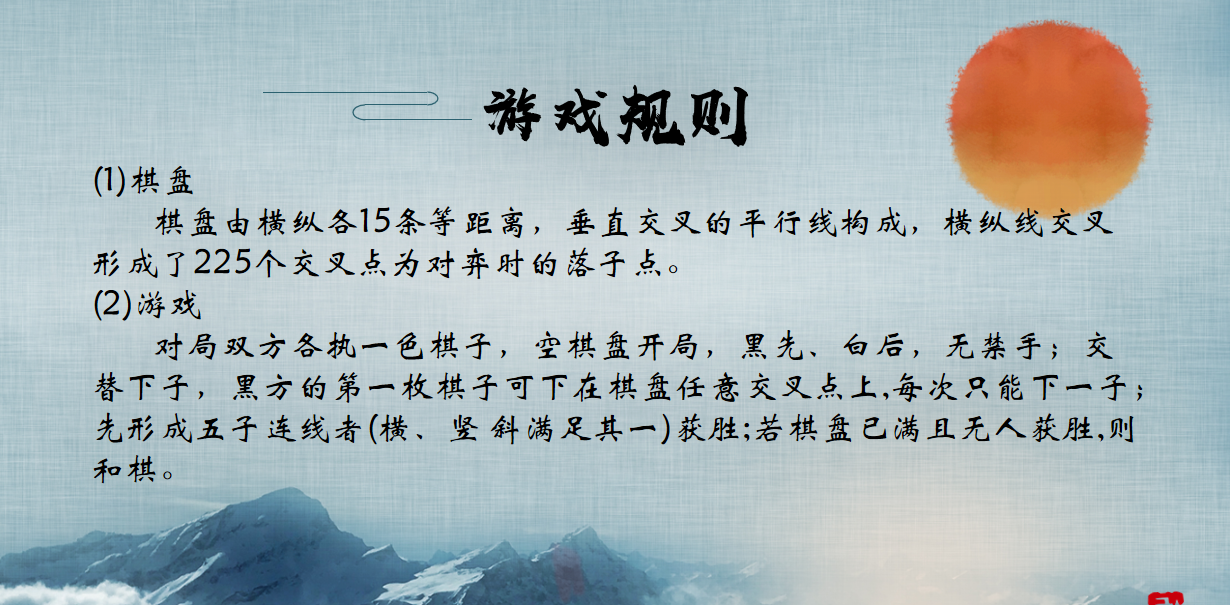 游戏规则
(1)棋盘
棋盘由横纵各15条等距离，垂直交叉的平行线构成，横纵线交叉
形成了225个交叉点为对弈时的落子点。
(2)游戏
对局双方各执一色棋子，空棋盘开局，黑先、白后，无禁手；交
替下子，黑方的第一枚棋子可下在棋盘任意交叉点上,每次只能下一子；
先形成五子连线者(横、竖 斜满足其一)获胜;若棋盘已满且无人获胜,则
和棋。